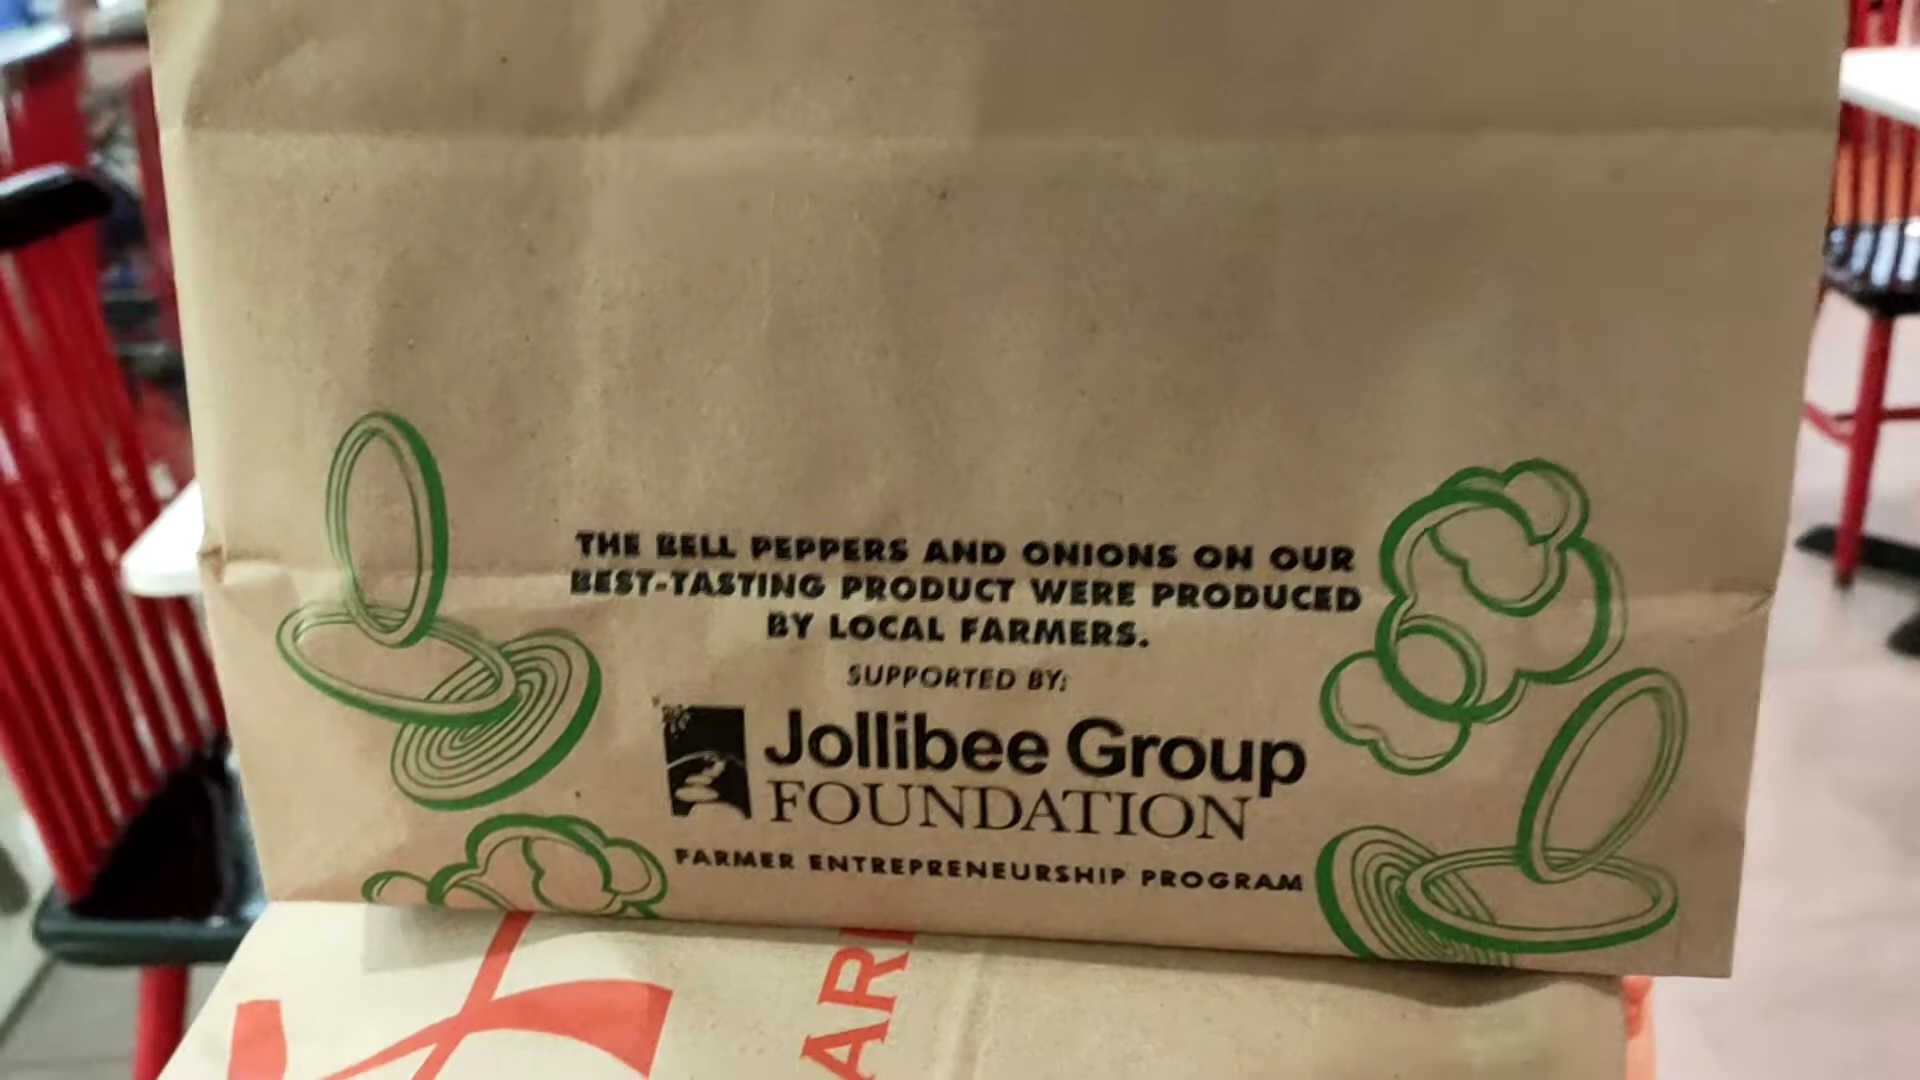 THE BELL PEPPERS AND ONIONS ON OUR
BEST-TASTING PRODUCT WERE PRODUCED
BY LOCAL FARMERS.
SUPPORTED BY:
Jollibee Group
FOUNDATION
FARMER ENTREPRENEURSHIP PROGRAM